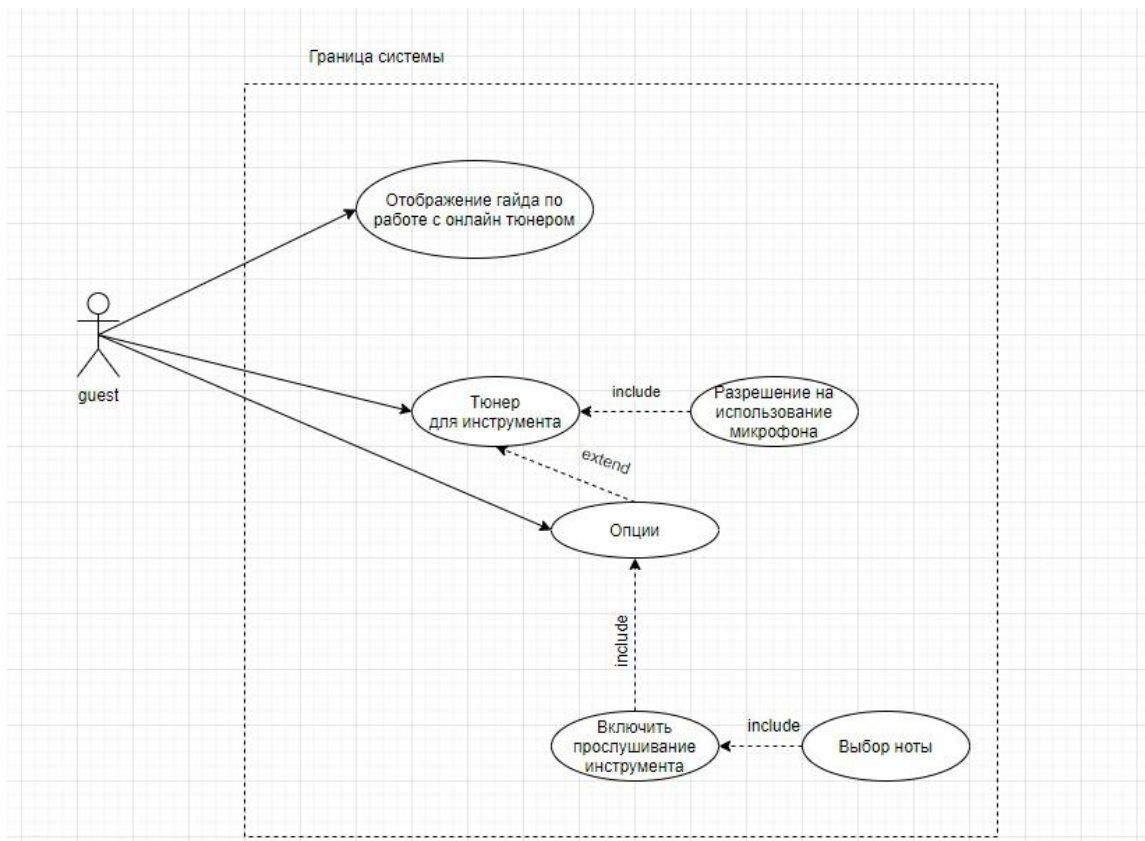 Граница системы
Отображение гайда по
работе с онлайн тюнером
guest
Тюнер
для инструмента
include
Разрешение на
использование
микрофона
extend
Опции
include
Включить
прослушивание
инструмента
include
Выбор ноты